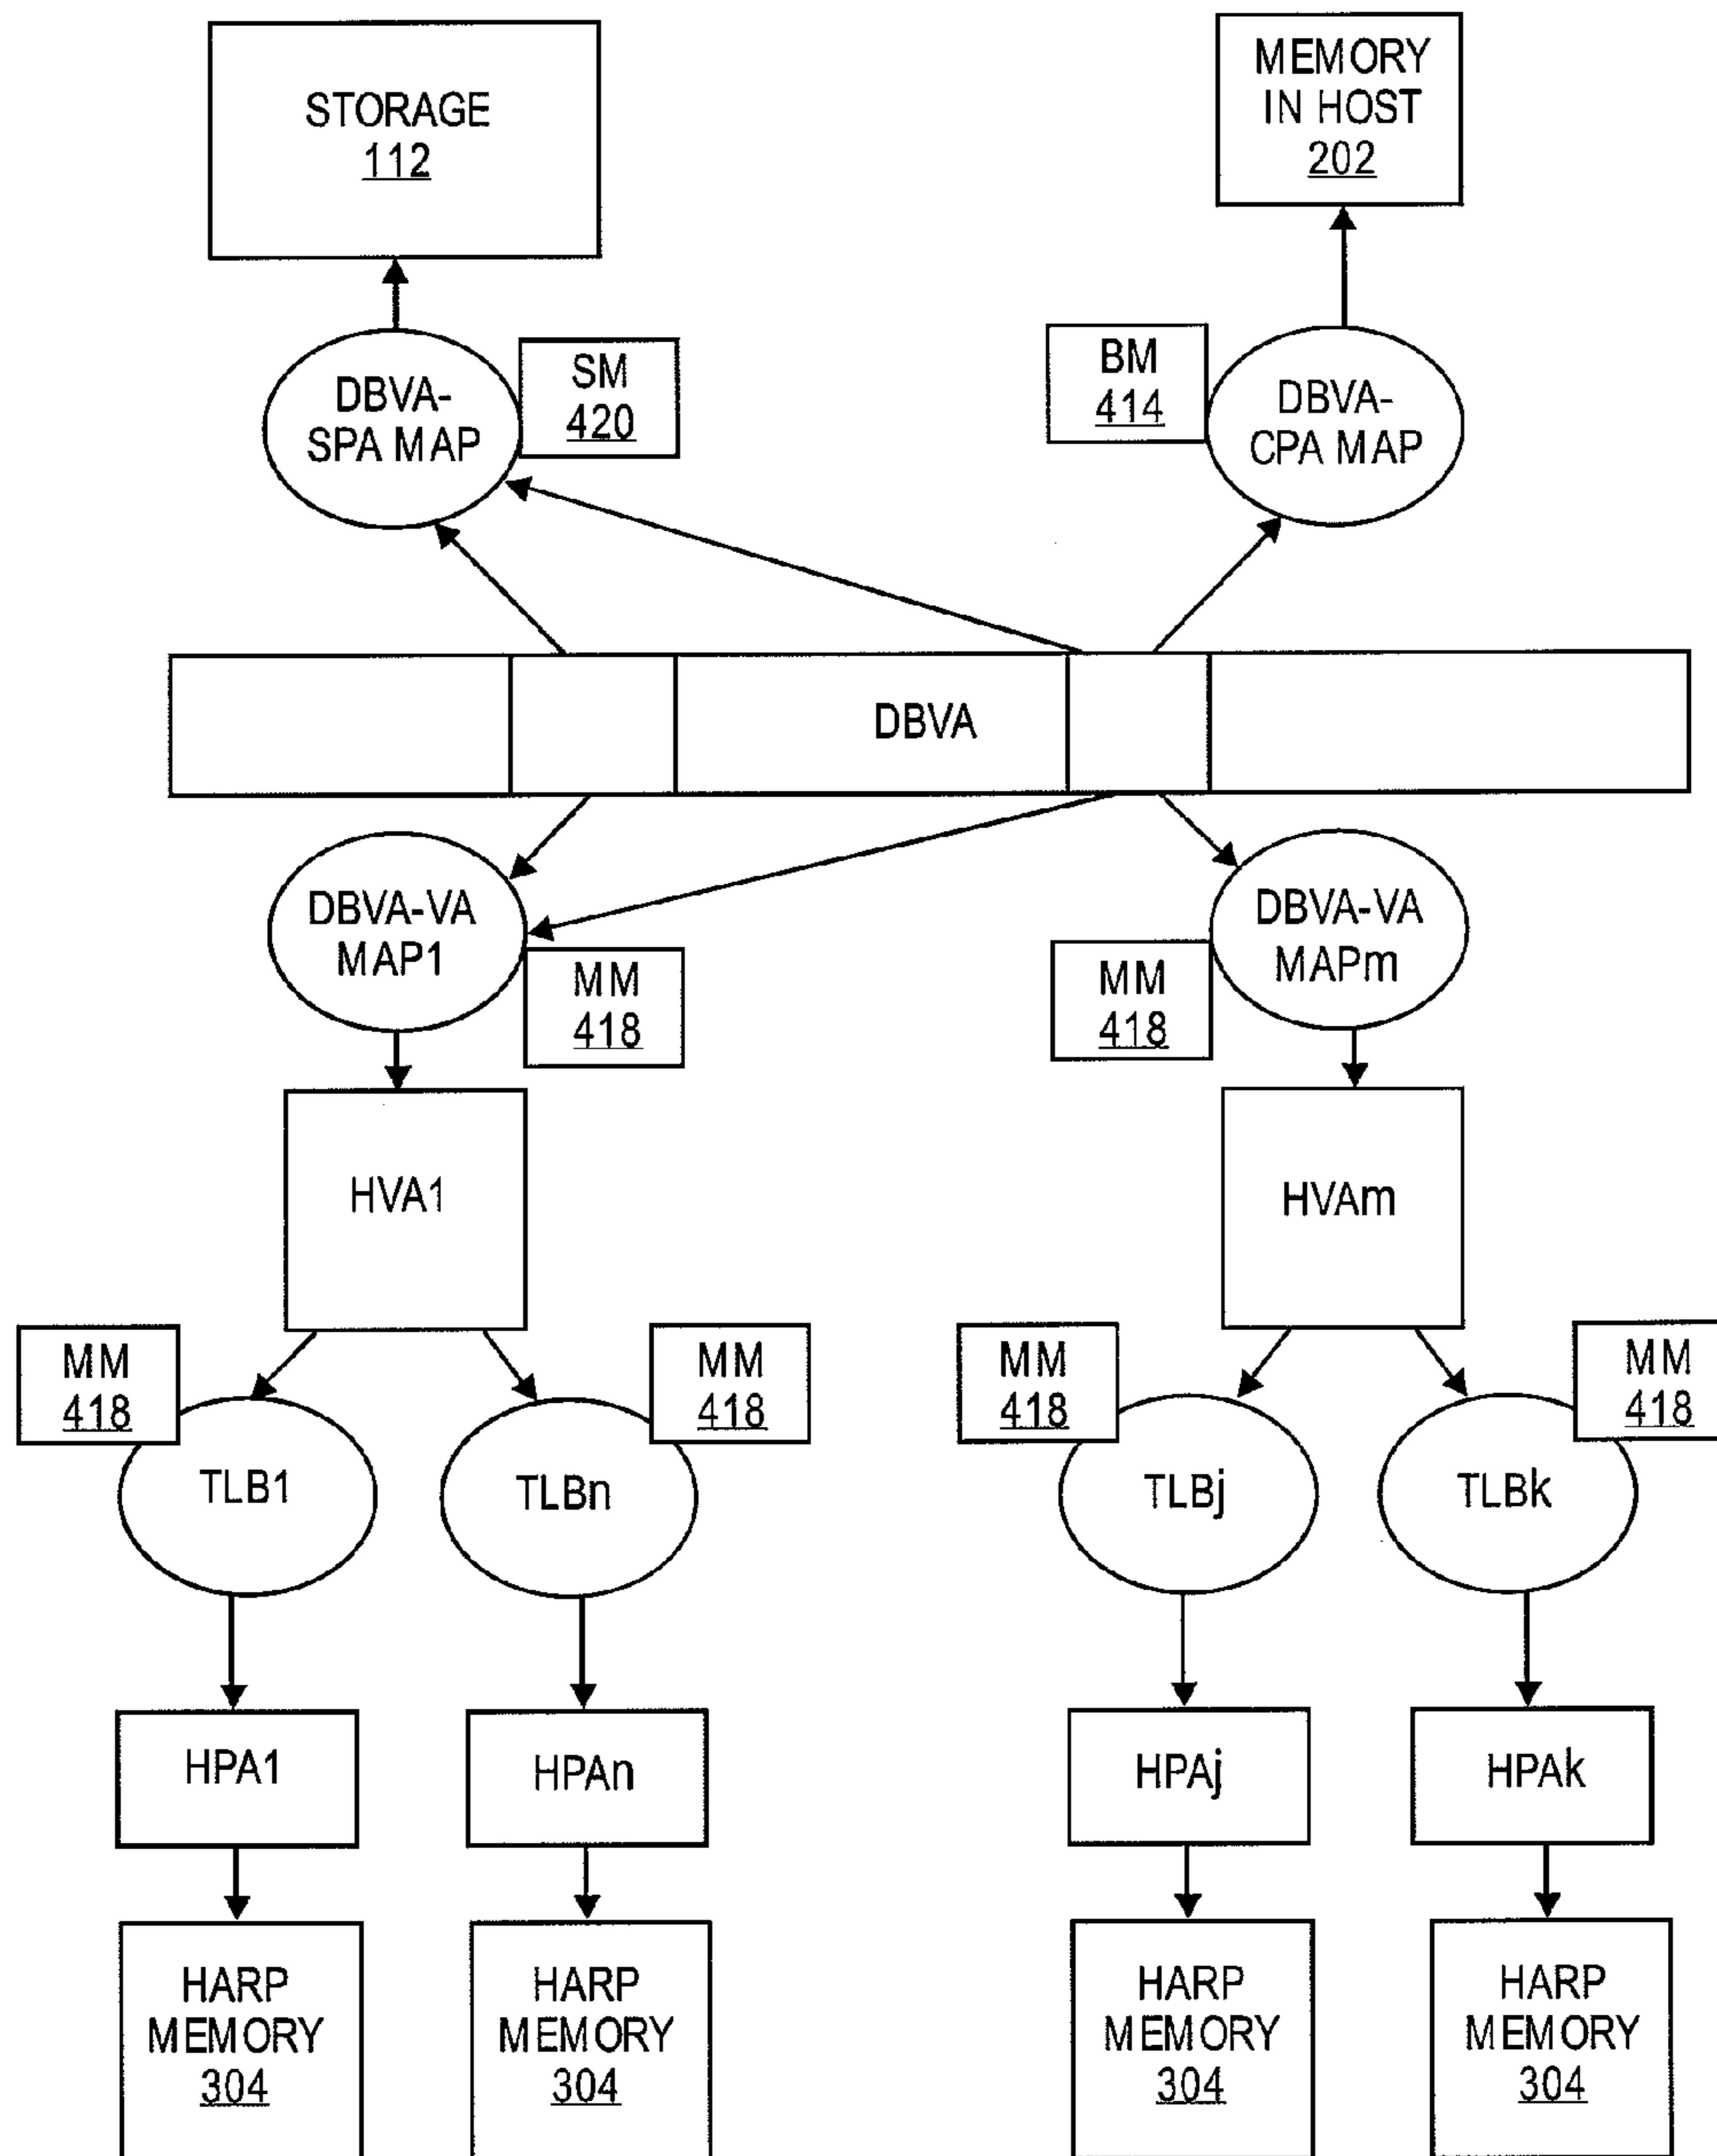 STORAGE
112
MEMORY
IN HOST
202
DBVA-
SPA MAP
SM
420
BM
414
DBVA-
CPA MAP
DBVA
DBVA-VA
MAP1
MM
418
MM
418
DBVA-VA
MAPm
HVA1
HVAm
MM
418
MM
418
MM
418
MM
418
TLB1
TLBn
TLBj
TLBk
HPA1
HPAn
HPAj
HPAk
HARP
MEMORY
304
HARP
MEMORY
304
HARP
MEMORY
304
HARP
MEMORY
304